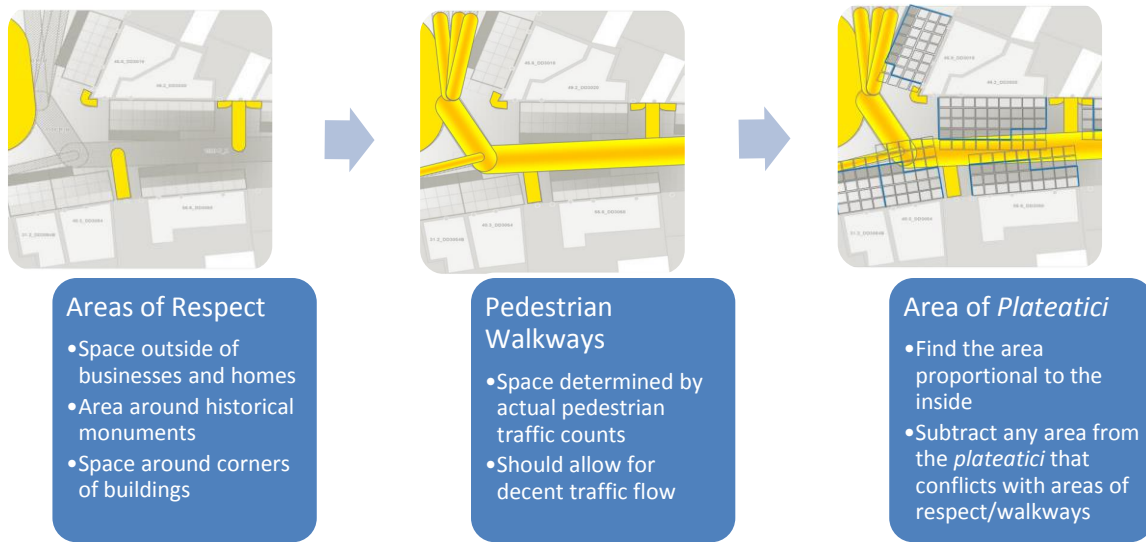 Areas of Respect
•Space outside of
businesses and homes
•Area around historical
monuments
•Space around corners
of buildings
Pedestrian
Walkways
•Space determined by
actual pedestrian
traffic counts
•Should allow for
decent traffic flow
Area of Plateatici
•Find the area
proportional to the
inside
•Subtract any area from
the plateatici that
conflicts with areas of
respect/walkways